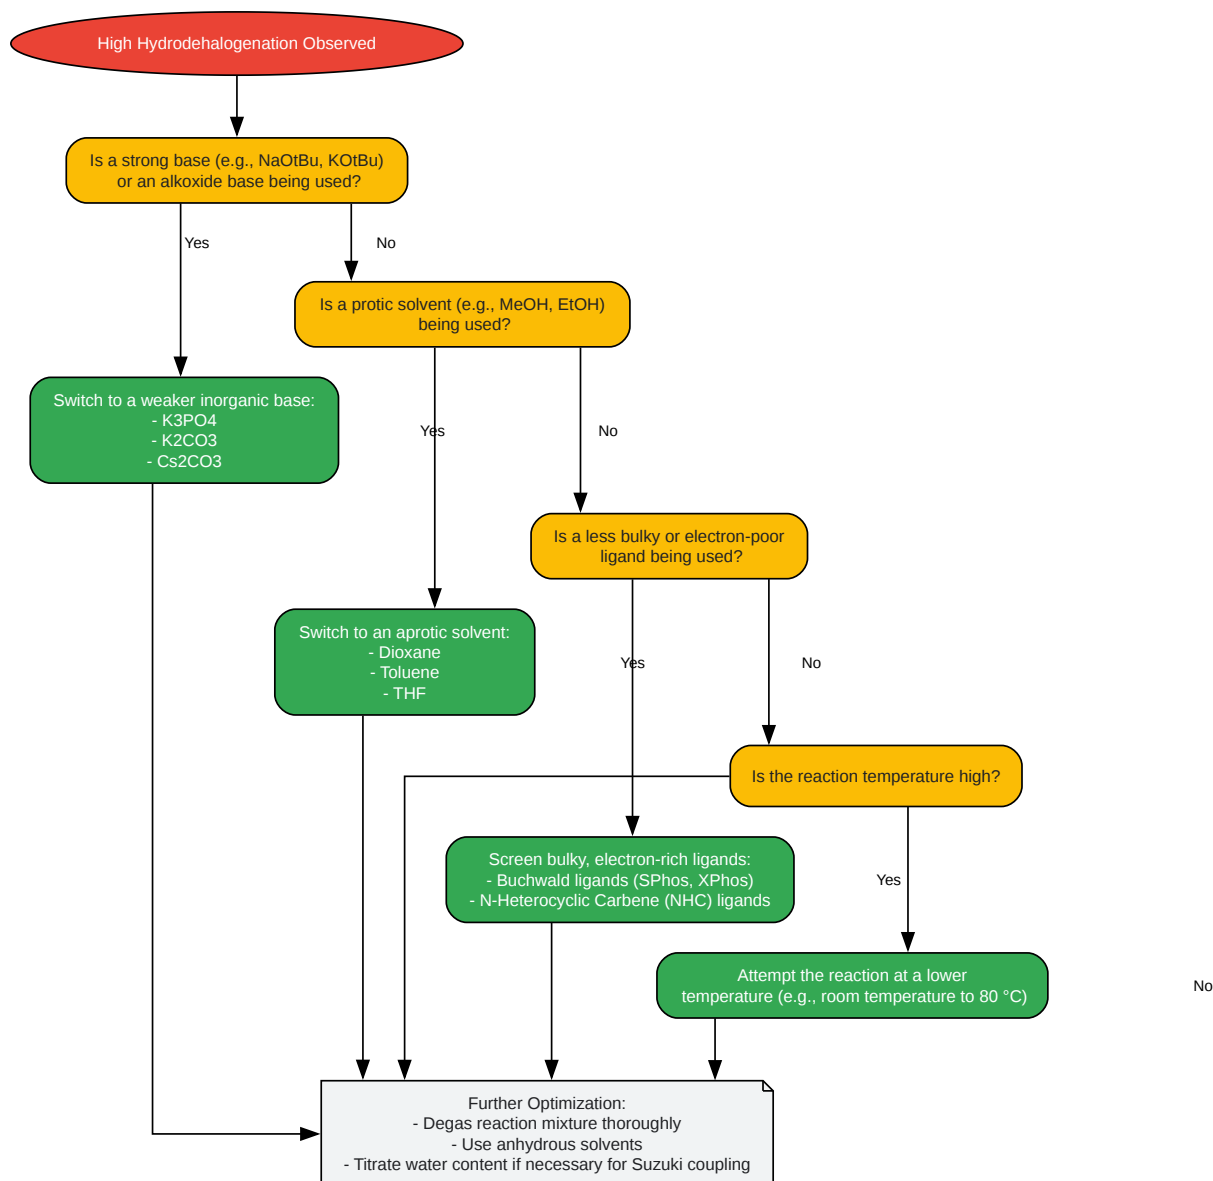 High Hydrodehalogenation Observed
Is a strong base (e.g., NaOtBu, KOtBu)
or an alkoxide base being used?
Yes
No
Is a protic solvent (e.g., MeOH, EtOH)
being used?
Switch to a weaker inorganic base:
- K3PO4
- K2CO3
- Cs2CO3
Yes
No
Is a less bulky or electron-poor
ligand being used?
Switch to an aprotic solvent:
- Dioxane
- Toluene
- THF
Yes
No
Is the reaction temperature high?
Screen bulky, electron-rich ligands:
- Buchwald ligands (SPhos, XPhos)
- N-Heterocyclic Carbene (NHC) ligands
Yes
Attempt the reaction at a lower
temperature (e.g., room temperature to 80 °C)
No
Further Optimization:
- Degas reaction mixture thoroughly
- Use anhydrous solvents
- Titrate water content if necessary for Suzuki coupling